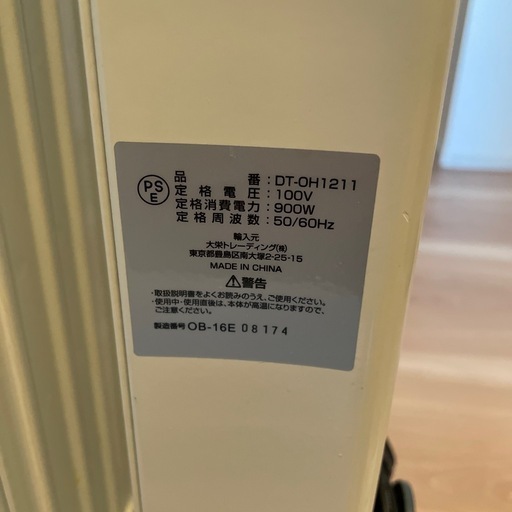 PS
E
品番：DT-OH1211
定格電圧：100V
定格消費電力：900W
定格周波数：50/60Hz
輸入元
大栄トレーディング(株)
東京都豊島区南大塚2-25-15
MADE IN CHINA
⚠警告
・取扱説明書をよくお読みのうえ、ご使用ください。
・使用中・使用直後は、本体が高温になりますので、
ご注意ください。
製造番号 OB-16E 08174